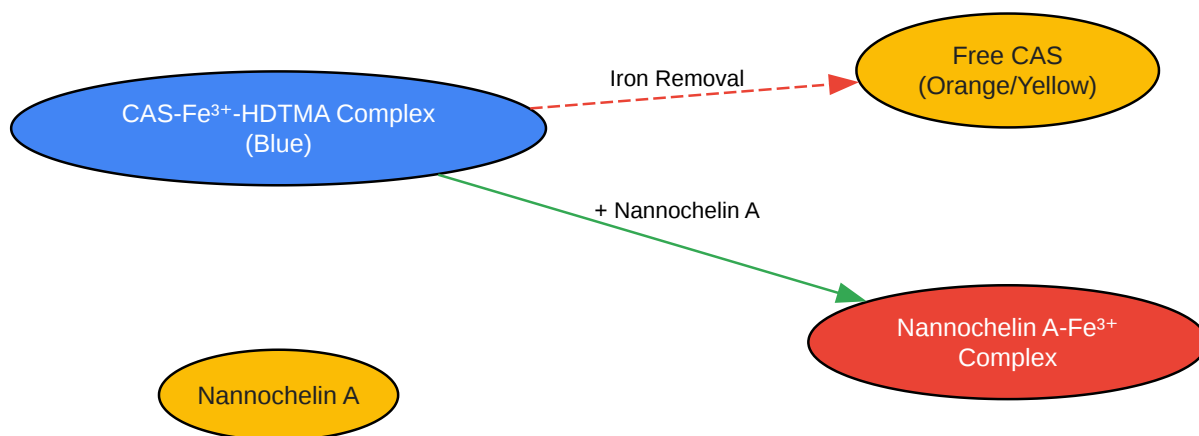 Free CAS
(Orange/Yellow)
Iron Removal
CAS-Fe³⁺-HDTMA Complex
(Blue)
+ Nannochelin A
Nannochelin A-Fe³⁺
Complex
Nannochelin A